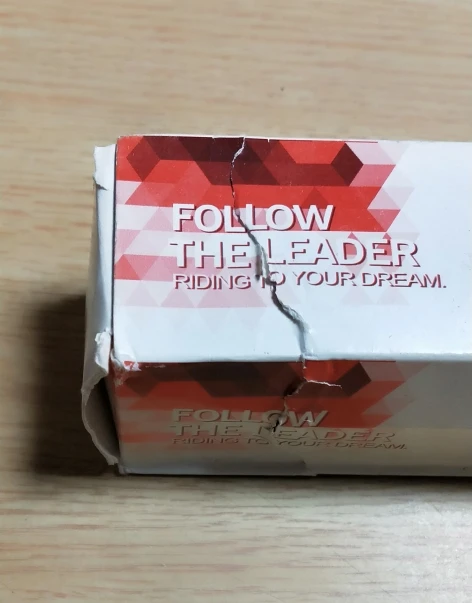 FOLLOW
THE LEADER
RIDING TO YOUR DREAM.
FOLLOW
THE LEADER
RIDING TO YOUR DREAM.